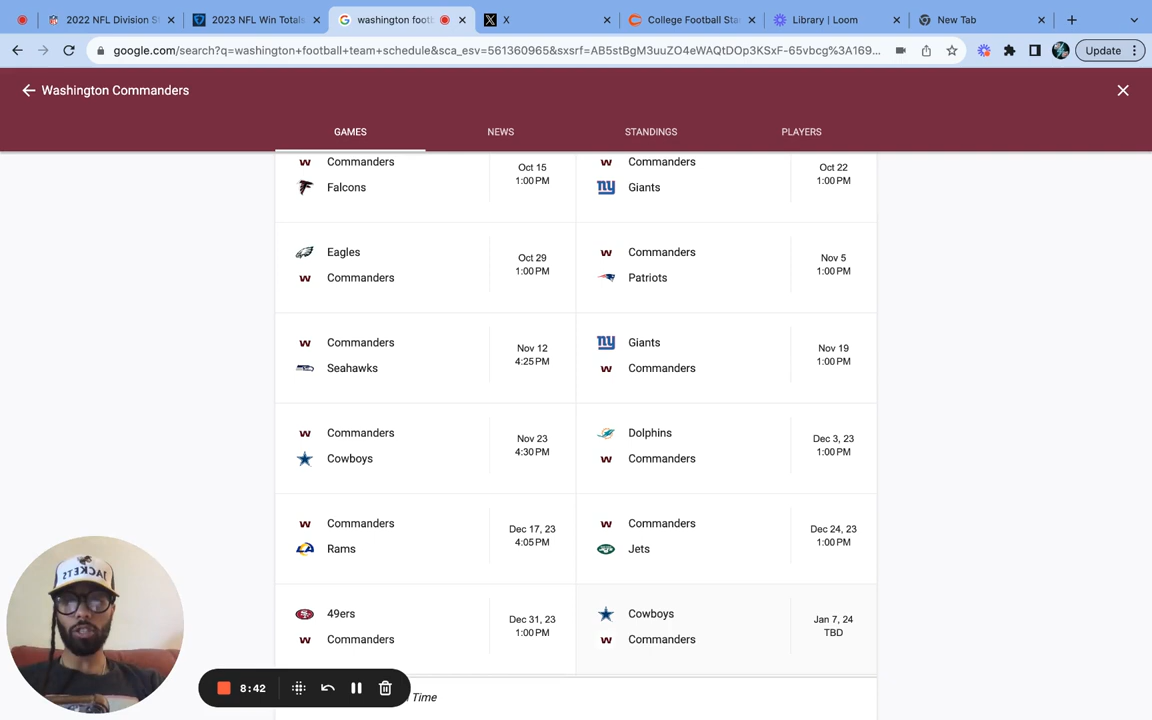 2022 NFL Division St
2023 NFL Win Totals
washington footb
X
College Football Sta
Library | Loom
New Tab
google.com/search?q=washington+football+team+schedule&sca_esv=561360965&sxsrf=AB5stBgM3uuZO4eWAQtDOp3KSxF-65vbcg%3A169...
Update
Washington Commanders
GAMES
NEWS
STANDINGS
PLAYERS
Commanders
Falcons
Oct 15
1:00 PM
Commanders
Giants
Oct 22
1:00 PM
Eagles
Commanders
Oct 29
1:00 PM
Commanders
Patriots
Nov 5
1:00 PM
Commanders
Seahawks
Nov 12
4:25 PM
Giants
Commanders
Nov 19
1:00 PM
Commanders
Cowboys
Nov 23
4:30 PM
Dolphins
Commanders
Dec 3, 23
1:00 PM
Commanders
Rams
Dec 17, 23
4:05 PM
Commanders
Jets
Dec 24, 23
1:00 PM
49ers
Commanders
Dec 31, 23
1:00 PM
Cowboys
Commanders
Jan 7, 24
TBD
Time
8:42
JACKETS